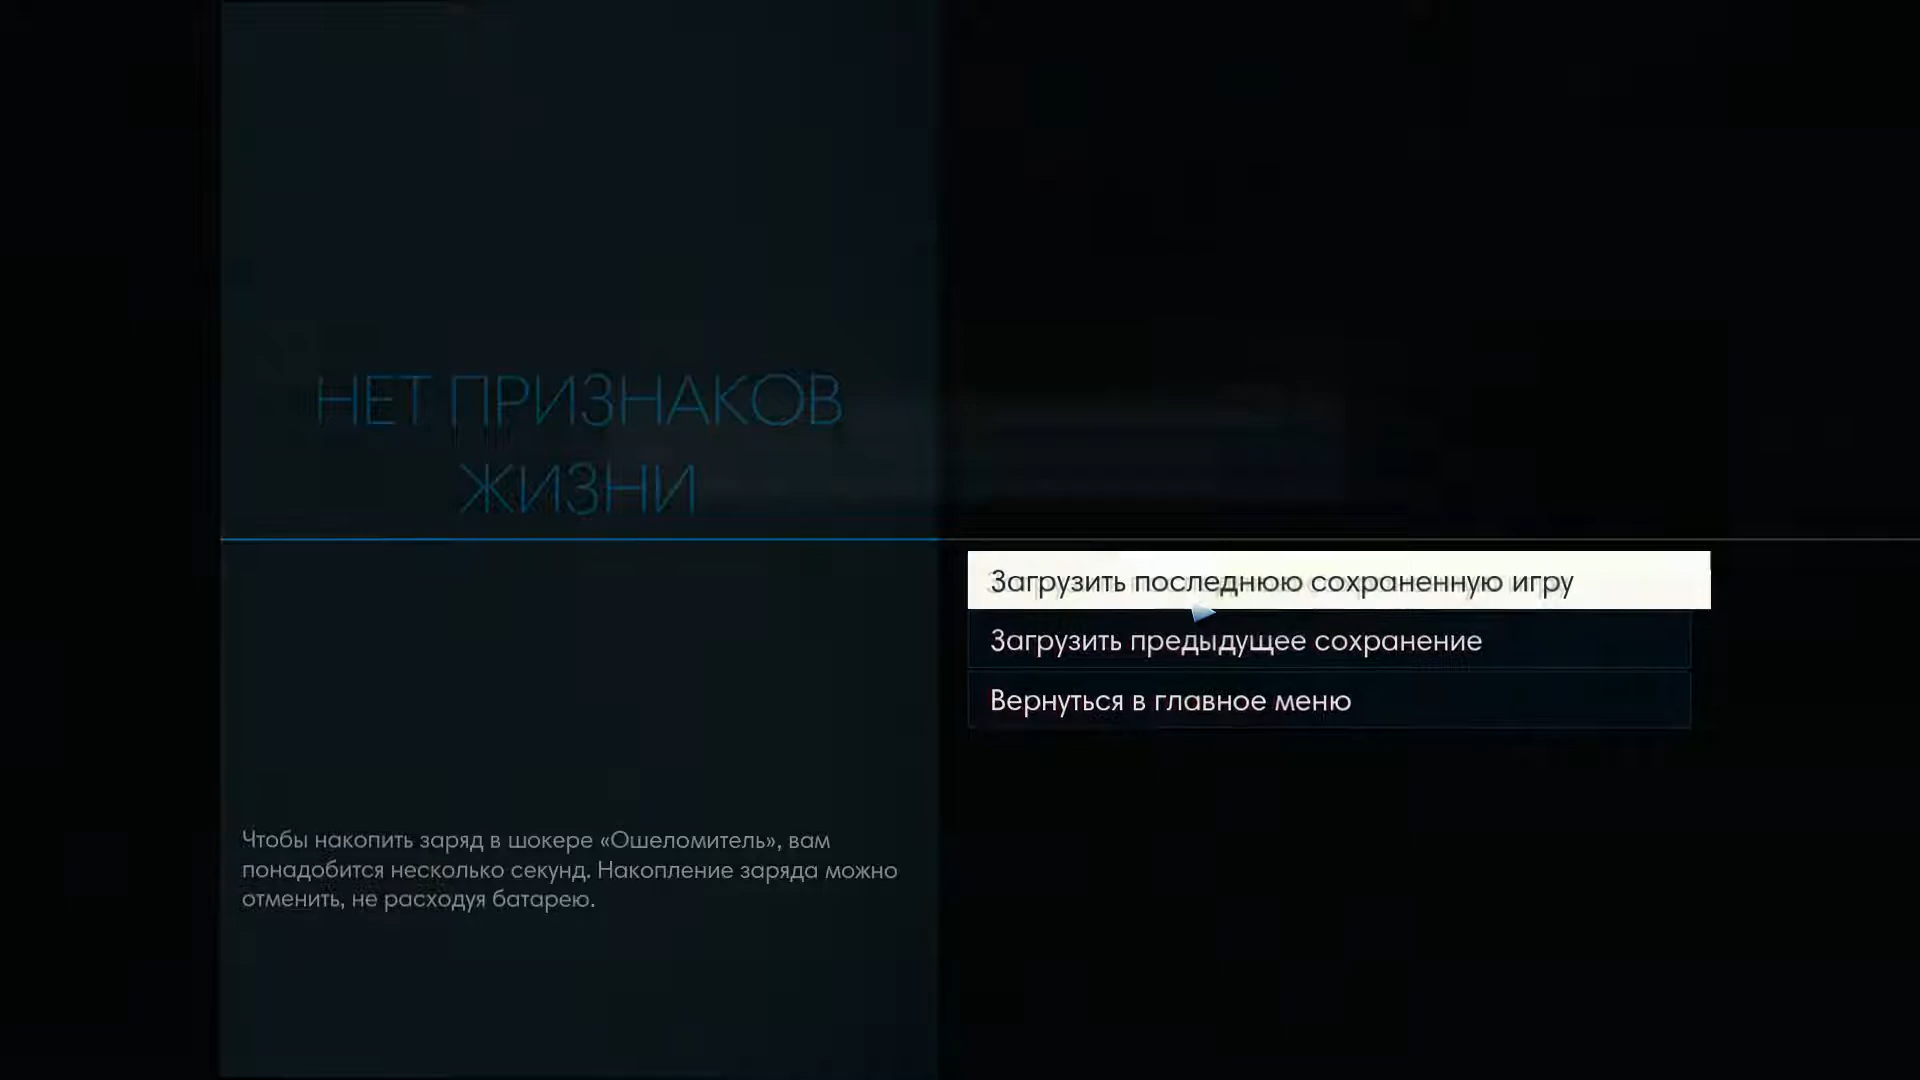 НЕТ ПРИЗНАКОВ
ЖИЗНИ
Загрузить последнюю сохраненную игру
Загрузить предыдущее сохранение
Вернуться в главное меню
Чтобы накопить заряд в шокере «Ошеломитель», вам
понадобится несколько секунд. Накопление заряда можно
отменить, не расходуя батарею.